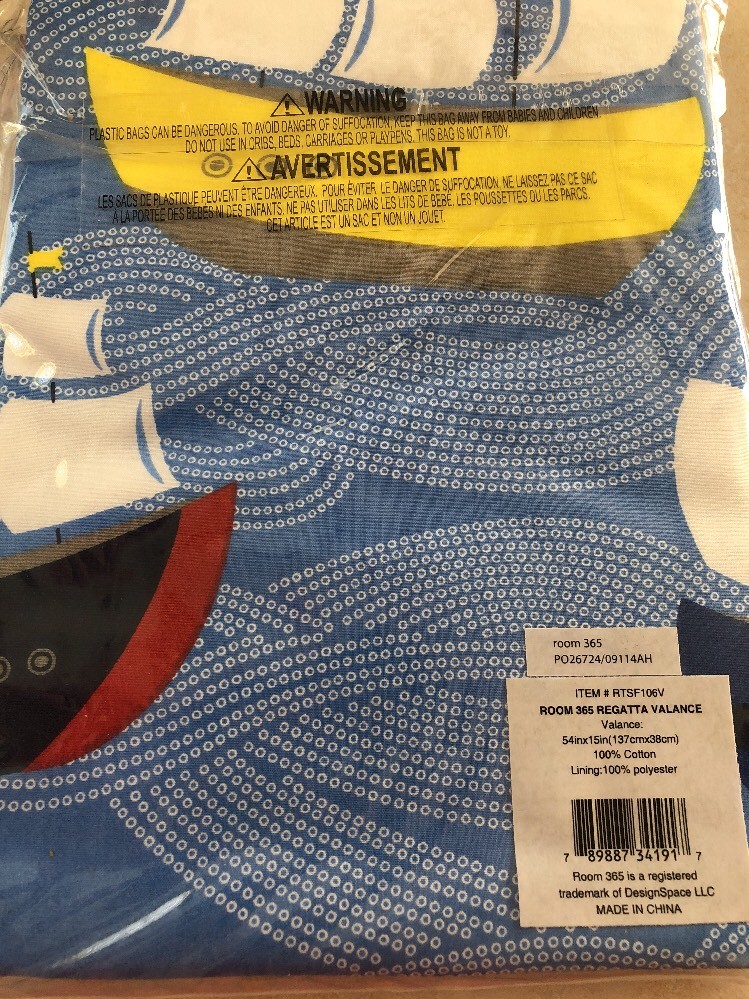 WARNING
PLASTIC BAGS CAN BE DANGEROUS. TO AVOID DANGER OF SUFFOCATION, KEEP THIS BAG AWAY FROM BABIES AND CHILDREN.
DO NOT USE IN CRIBS, BEDS, CARRIAGES OR PLAYPENS. THIS BAG IS NOT A TOY.
AVERTISSEMENT
LES SACS DE PLASTIQUE PEUVENT ÊTRE DANGEREUX. POUR ÉVITER LE DANGER DE SUFFOCATION, NE LAISSEZ PAS CE SAC
À LA PORTÉE DES BÉBÉS NI DES ENFANTS, NE PAS UTILISER DANS LES LITS DE BÉBÉ, LES POUSSETTES OU LES PARCS.
CET ARTICLE EST UN SAC ET NON UN JOUET.
room 365
PO26724/09114AH
ITEM # RTSF106V
ROOM 365 REGATTA VALANCE
Valance:
54inx15in(137cmx38cm)
100% Cotton
Lining:100% polyester
7 89887 34191 7
Room 365 is a registered
trademark of DesignSpace LLC
MADE IN CHINA